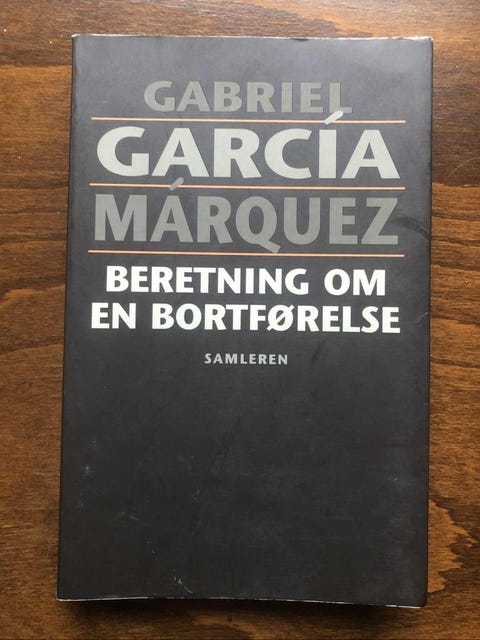 GABRIEL
GARCÍA
MÁRQUEZ
BERETNING OM
EN BORTFØRELSE
SAMLEREN